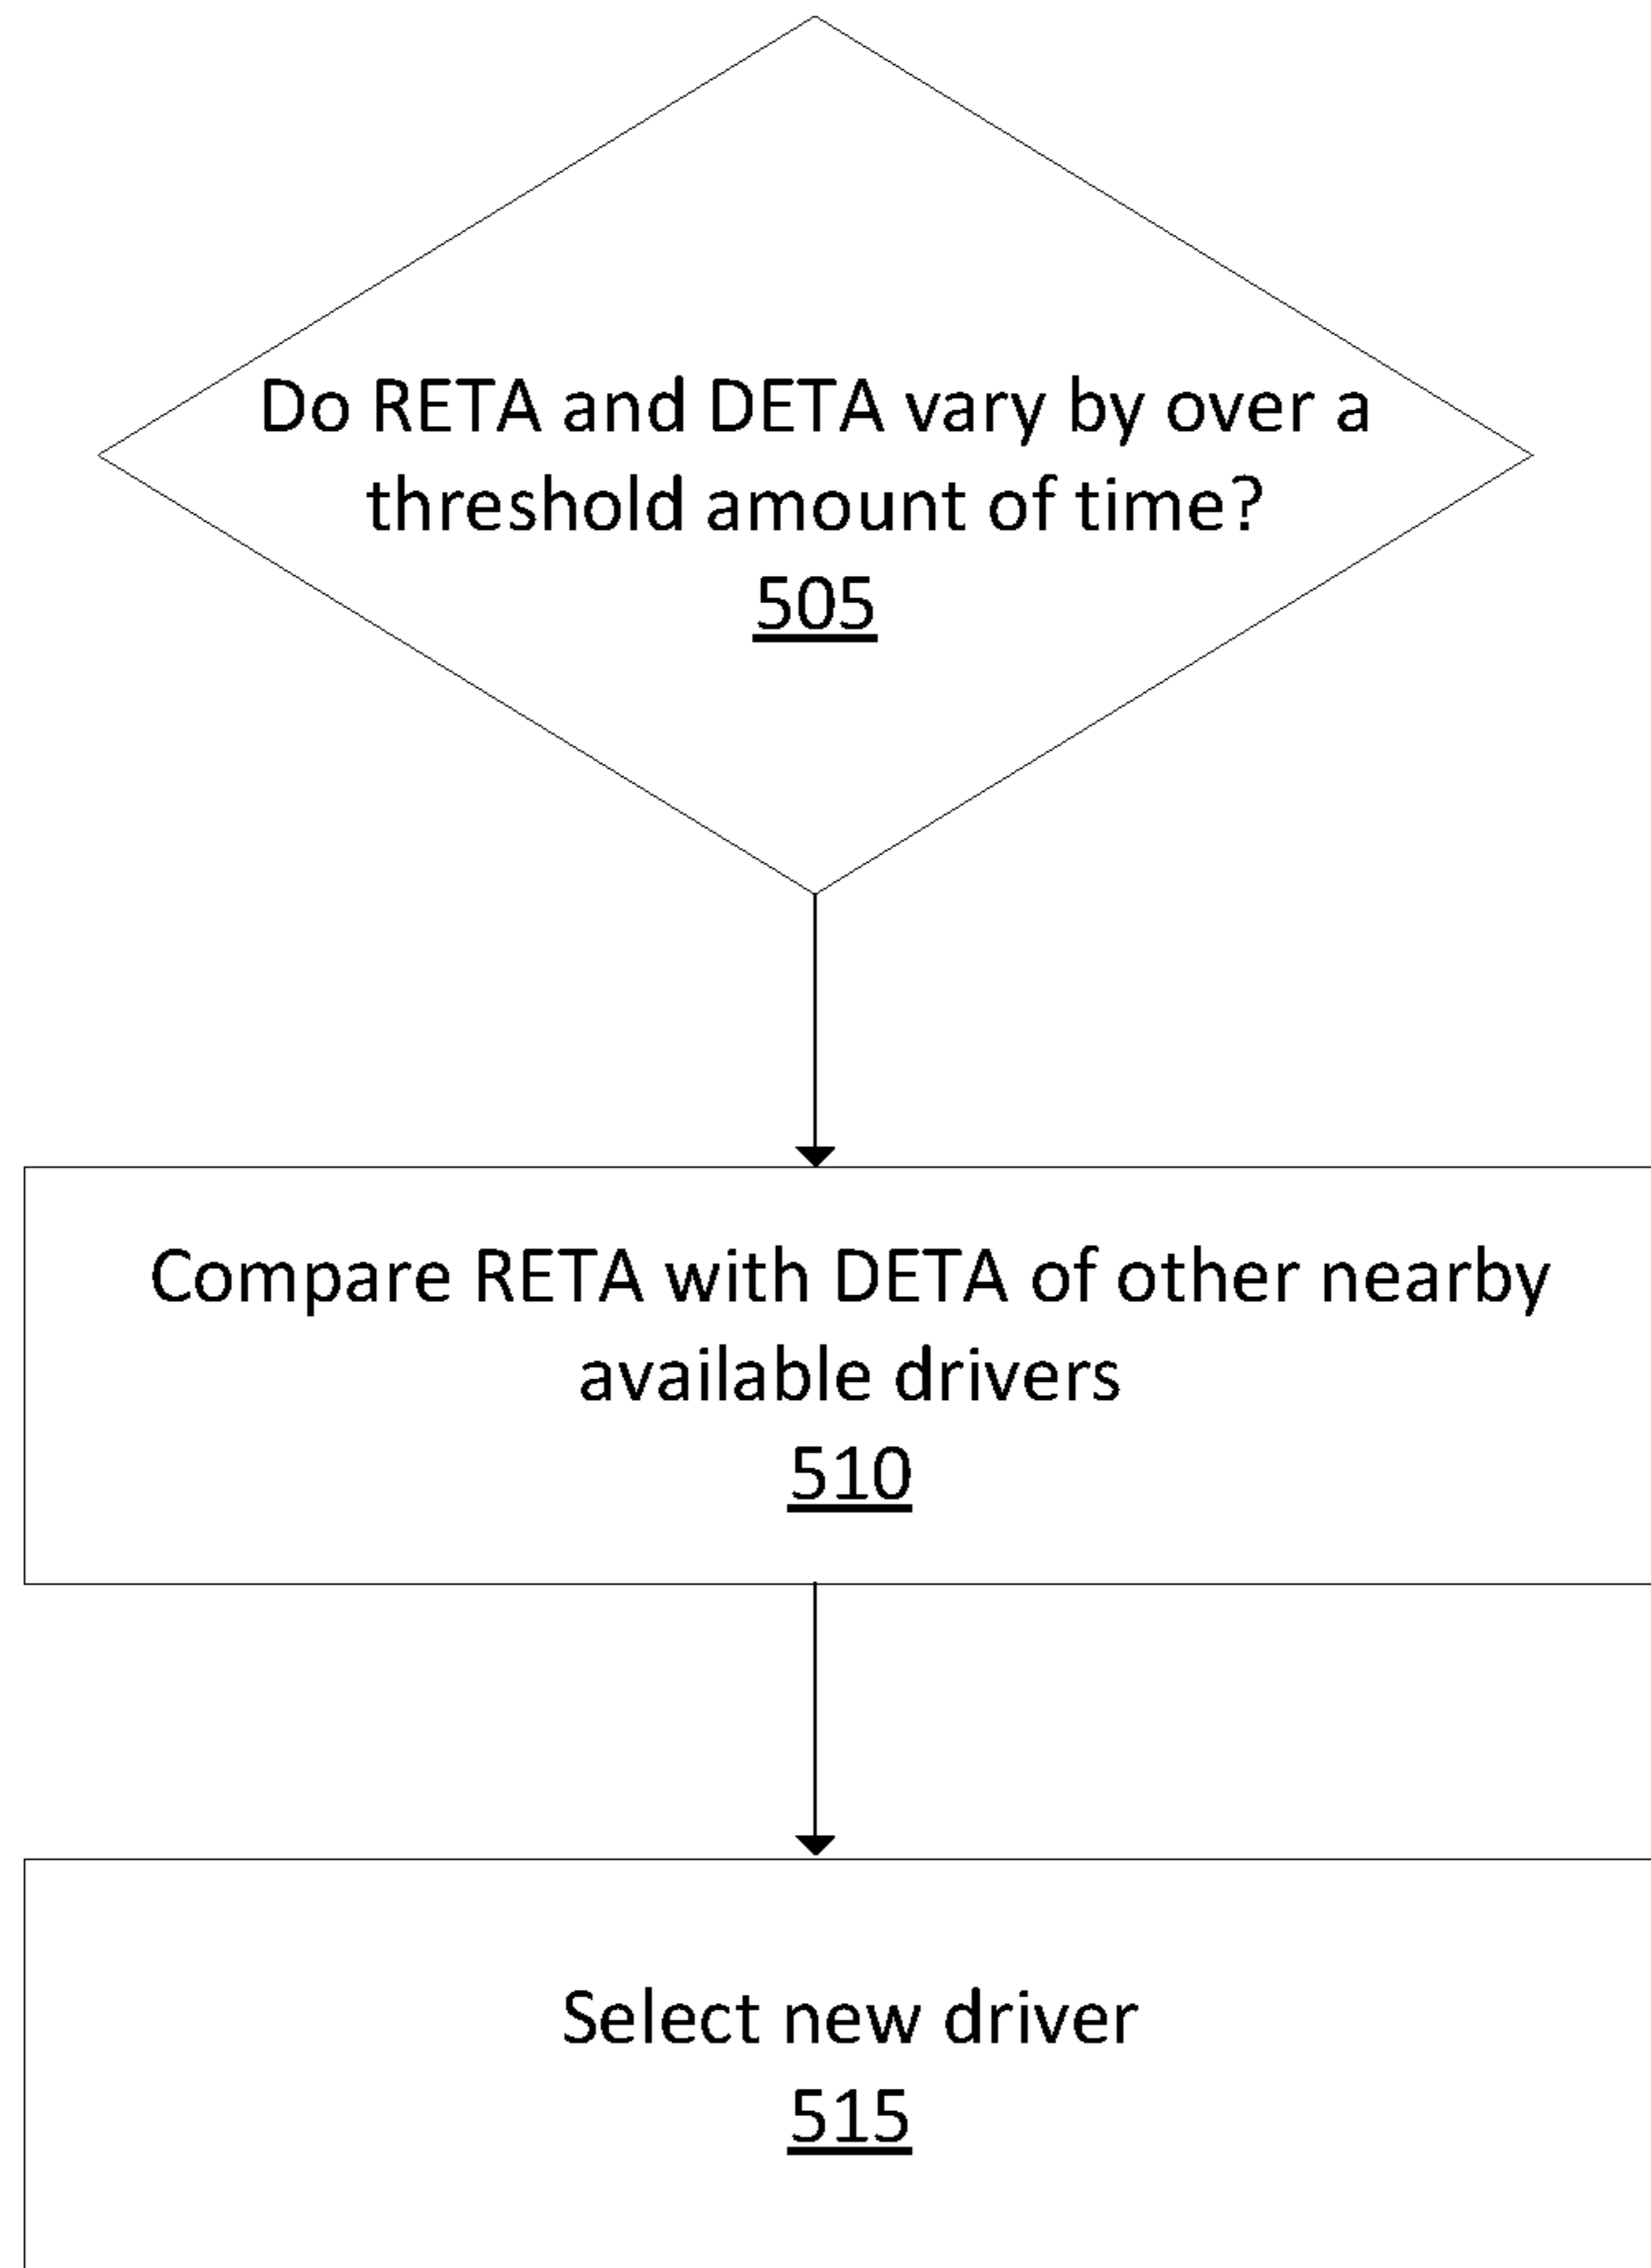 Do RETA and DETA vary by over a
threshold amount of time?
505
Compare RETA with DETA of other nearby
available drivers
510
Select new driver
515